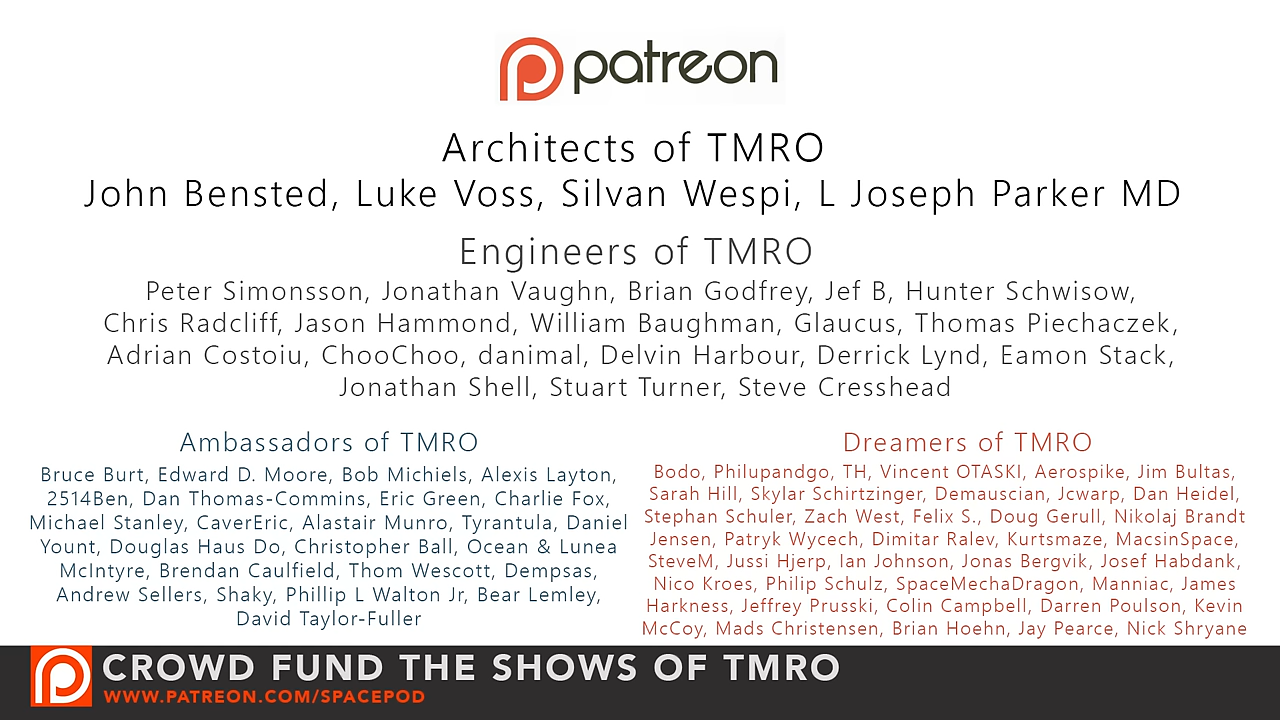 patreon
Architects of TMRO
John Bensted, Luke Voss, Silvan Wespi, L Joseph Parker MD
Engineers of TMRO
Peter Simonsson, Jonathan Vaughn, Brian Godfrey, Jef B, Hunter Schwisow,
Chris Radcliff, Jason Hammond, William Baughman, Glaucus, Thomas Piechaczek,
Adrian Costoiu, ChooChoo, danimal, Delvin Harbour, Derrick Lynd, Eamon Stack,
Jonathan Shell, Stuart Turner, Steve Cresshead
Ambassadors of TMRO
Bruce Burt, Edward D. Moore, Bob Michiels, Alexis Layton,
2514Ben, Dan Thomas-Commins, Eric Green, Charlie Fox,
Michael Stanley, CaverEric, Alastair Munro, Tyrantula, Daniel
Yount, Douglas Haus Do, Christopher Ball, Ocean & Lunea
McIntyre, Brendan Caulfield, Thom Wescott, Dempsas,
Andrew Sellers, Shaky, Phillip L Walton Jr, Bear Lemley,
David Taylor-Fuller
Dreamers of TMRO
Bodo, Philupandgo, TH, Vincent OTASKI, Aerospike, Jim Bultas,
Sarah Hill, Skylar Schirtzinger, Demauscian, Jcwarp, Dan Heidel,
Stephan Schuler, Zach West, Felix S., Doug Gerull, Nikolaj Brandt
Jensen, Patryk Wycech, Dimitar Ralev, Kurtsmaze, MacsinSpace,
SteveM, Jussi Hjerp, Ian Johnson, Jonas Bergvik, Josef Habdank,
Nico Kroes, Philip Schulz, SpaceMechaDragon, Manniac, James
Harkness, Jeffrey Prusski, Colin Campbell, Darren Poulson, Kevin
McCoy, Mads Christensen, Brian Hoehn, Jay Pearce, Nick Shryane
CROWD FUND THE SHOWS OF TMRO
WWW.PATREON.COM/SPACEPOD